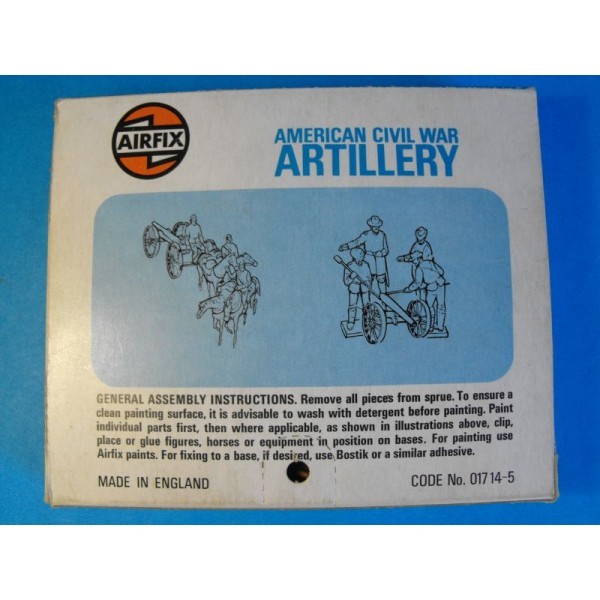 AIRFIX
AMERICAN CIVIL WAR
ARTILLERY
GENERAL ASSEMBLY INSTRUCTIONS. Remove all pieces from sprue. To ensure a
clean painting surface, it is advisable to wash with detergent before painting. Paint
individual parts first, then where applicable, as shown in illustrations above, clip,
place or glue figures, horses or equipment in position on bases. For painting use
Airfix paints. For fixing to a base, if desired, use Bostik or a similar adhesive.
MADE IN ENGLAND
CODE No. 01714-5